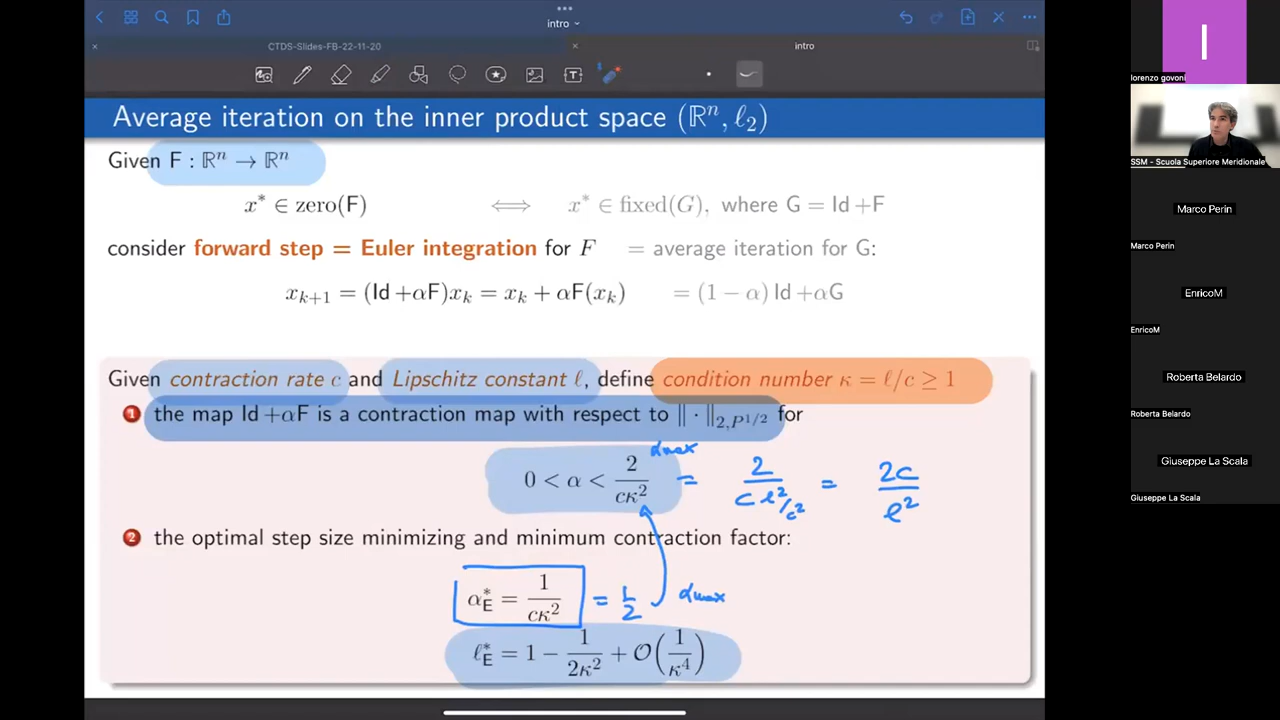 intro
CTDS-Slides-FB-22-11-20
intro
Average iteration on the inner product space (ℝⁿ, ℓ₂)
Given F : ℝⁿ → ℝⁿ
x* ∈ zero(F) ⟺ x* ∈ fixed(G), where G = Id +F
consider forward step = Euler integration for F = average iteration for G:
xₖ₊₁ = (Id +αF)xₖ = xₖ + αF(xₖ) = (1 − α) Id +αG
Given contraction rate c and Lipschitz constant ℓ, define condition number κ = ℓ/c ≥ 1
1 the map Id +αF is a contraction map with respect to ‖ · ‖_{2,P^{1/2}} for
αmax
0 < α < 2/(cκ²) = 2/(c ℓ²/c²) = 2c/ℓ²
2 the optimal step size minimizing and minimum contraction factor:
α*_E = 1/(cκ²) = 1/2 αmax
ℓ*_E = 1 − 1/(2κ²) + O(1/κ⁴)
I
lorenzo govoni
SSM - Scuola Superiore Meridionale
Marco Perin
Marco Perin
EnricoM
EnricoM
Roberta Belardo
Roberta Belardo
Giuseppe La Scala
Giuseppe La Scala